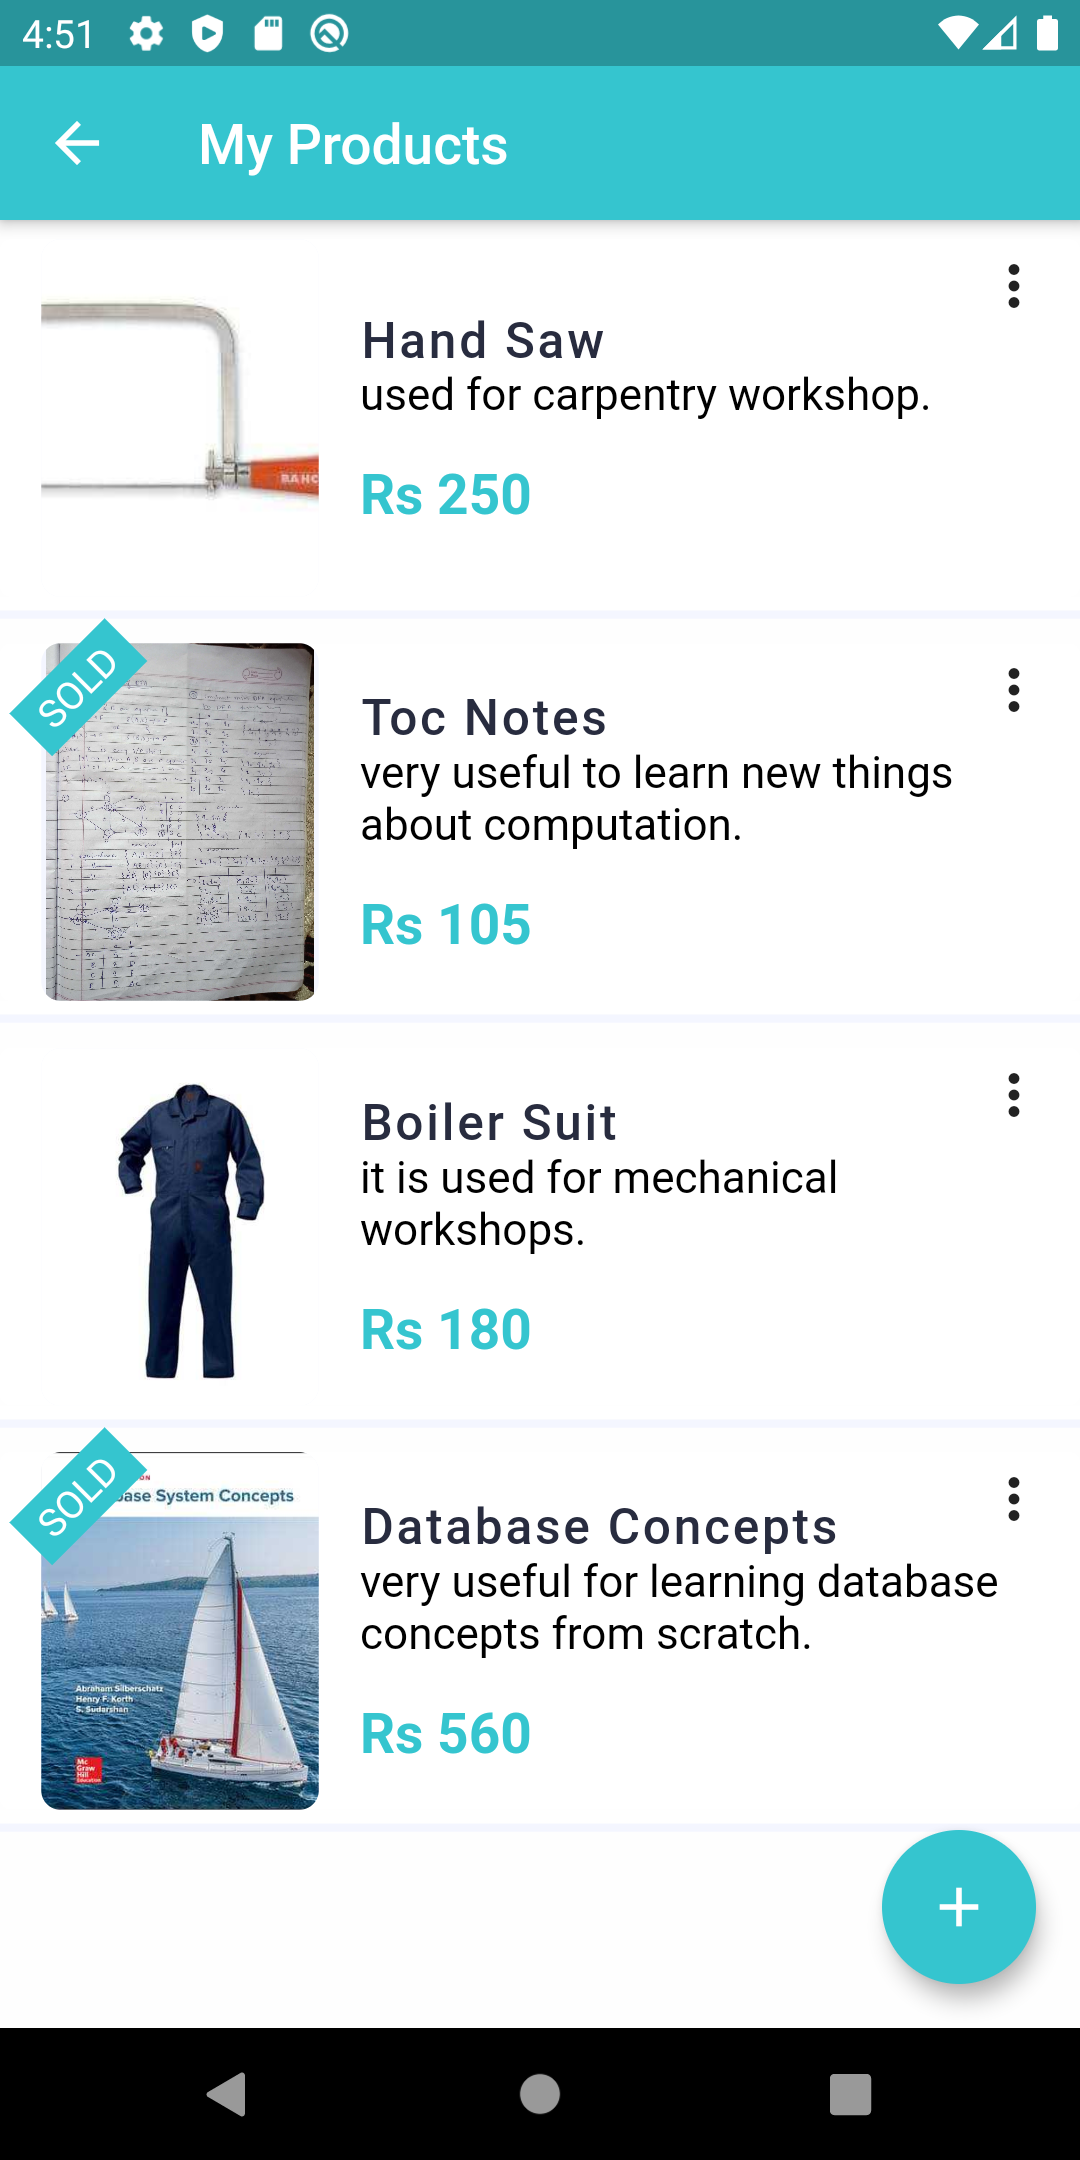 4:51
My Products
Hand Saw
used for carpentry workshop.
Rs 250
BAHC
SOLD
Toc Notes
very useful to learn new things
about computation.
Rs 105
Boiler Suit
it is used for mechanical
workshops.
Rs 180
SOLD
ON
base System Concepts
Abraham Silberschatz
Henry F. Korth
S. Sudarshan
Mc
Graw
Hill
Education
Database Concepts
very useful for learning database
concepts from scratch.
Rs 560